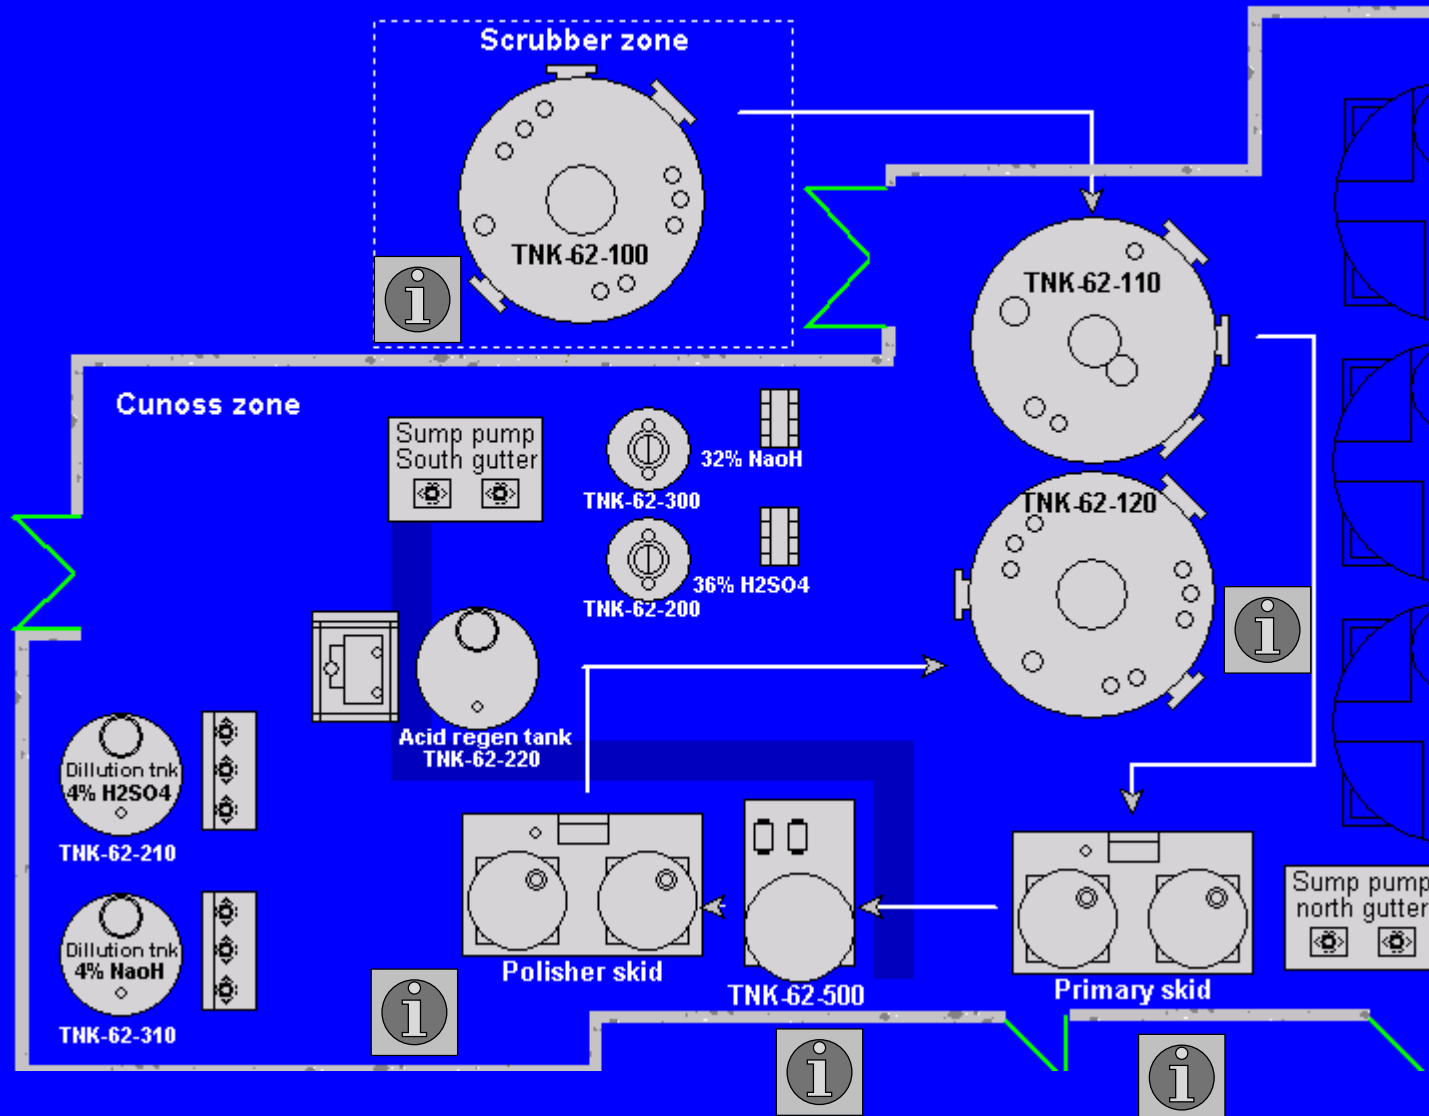 Scrubber zone
TNK-62-100
TNK-62-110
Cunoss zone
Sump pump
South gutter
32% NaoH
TNK-62-300
TNK-62-120
36% H2SO4
TNK-62-200
Acid regen tank
TNK-62-220
Dillution tnk
4% H2SO4
TNK-62-210
Dillution tnk
4% NaoH
TNK-62-310
Polisher skid
TNK-62-500
Primary skid
Sump pump
north gutter
i
i
i
i
i